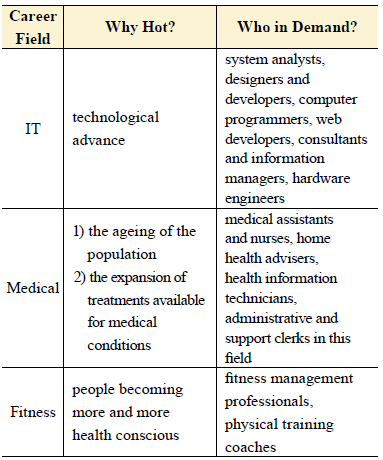 Career Field
Why Hot?
Who in Demand?
IT
technological
advance
system analysts,
designers and
developers, computer
programmers, web
developers, consultants
and information
managers, hardware
engineers
Medical
1) the ageing of the
population
2) the expansion of
treatments available
for medical
conditions
medical assistants
and nurses, home
health advisers,
health information
technicians,
administrative and
support clerks in this
field
Fitness
people becoming
more and more
health conscious
fitness management
professionals,
physical training
coaches